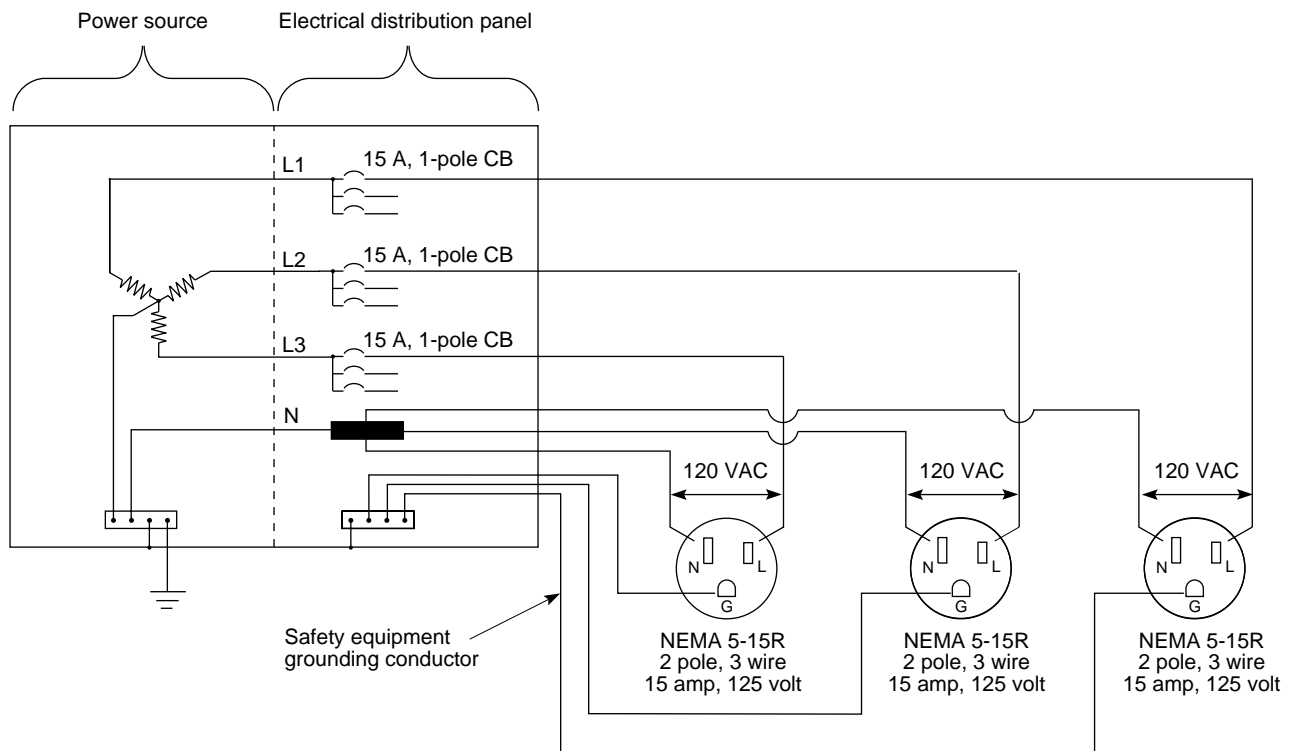 Power source
Electrical distribution panel
L1
15 A, 1-pole CB
L2
15 A, 1-pole CB
L3
15 A, 1-pole CB
N
120 VAC
120 VAC
120 VAC
N
L
G
N
L
G
N
L
G
Safety equipment
grounding conductor
NEMA 5-15R
2 pole, 3 wire
15 amp, 125 volt
NEMA 5-15R
2 pole, 3 wire
15 amp, 125 volt
NEMA 5-15R
2 pole, 3 wire
15 amp, 125 volt